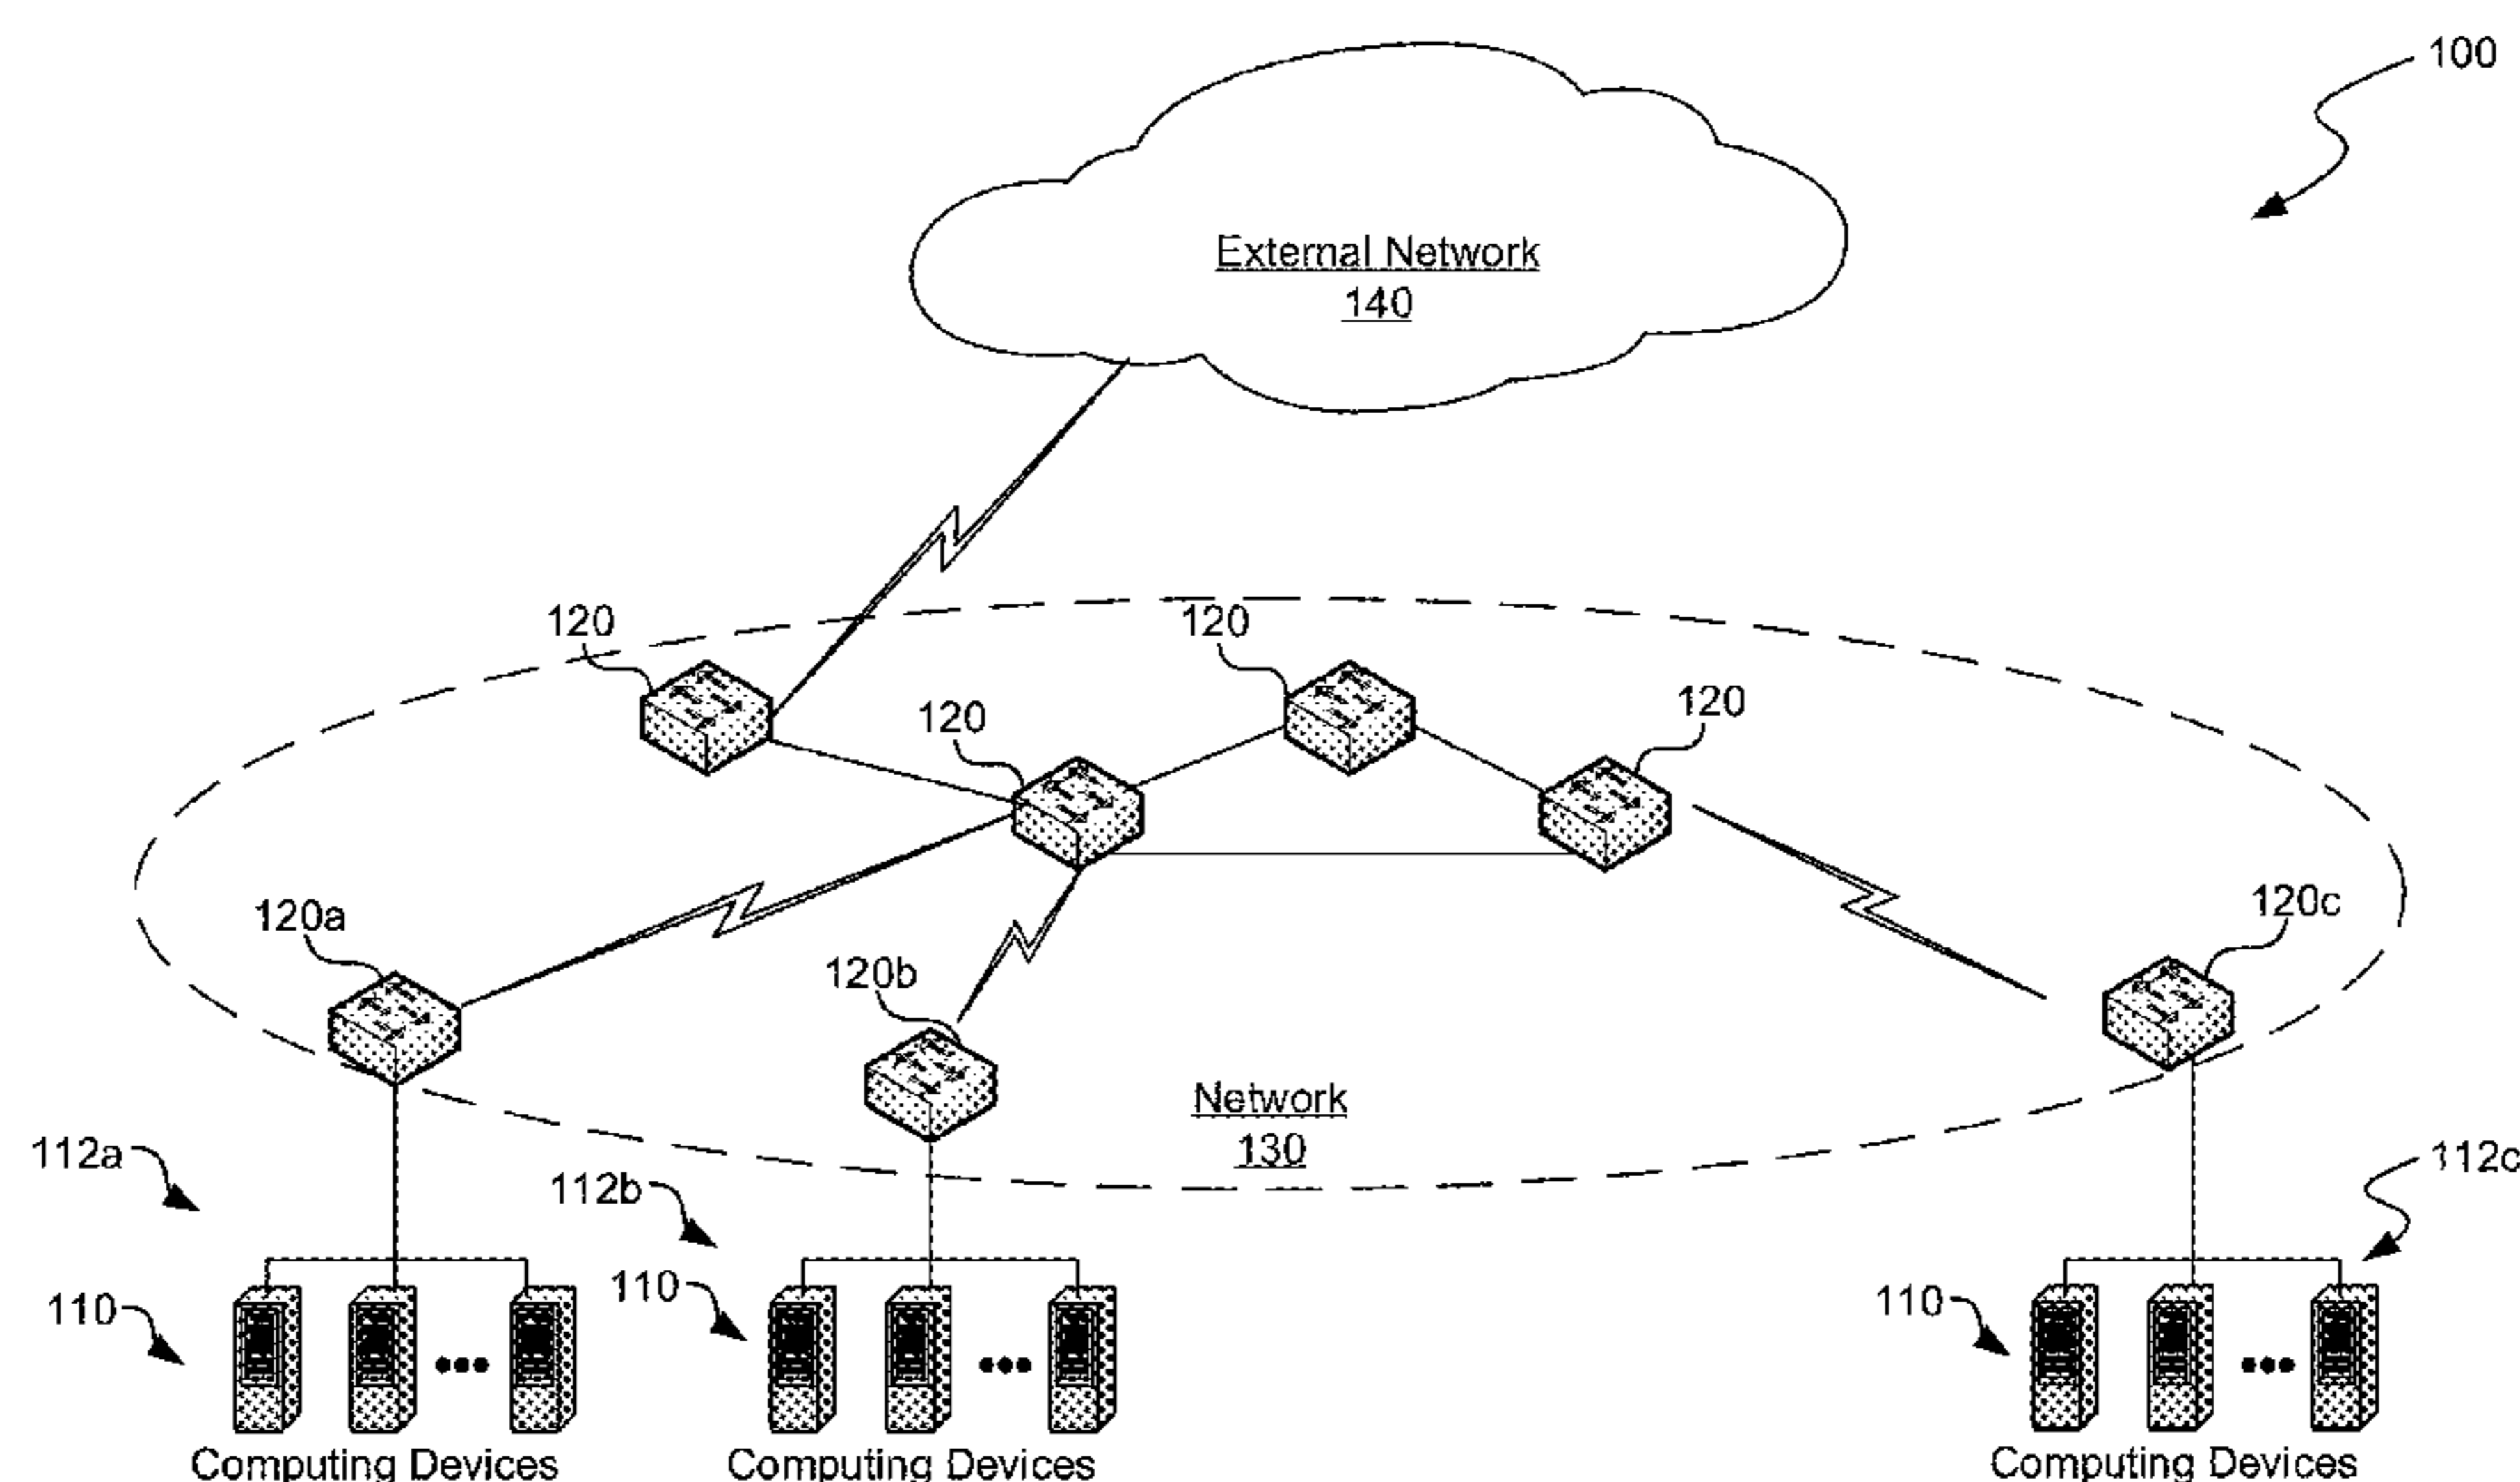 100
External Network
140
120
120
120
120
120a
120c
120b
Network
130
112a
112b
112c
110
110
110
Computing Devices
Computing Devices
Computing Devices